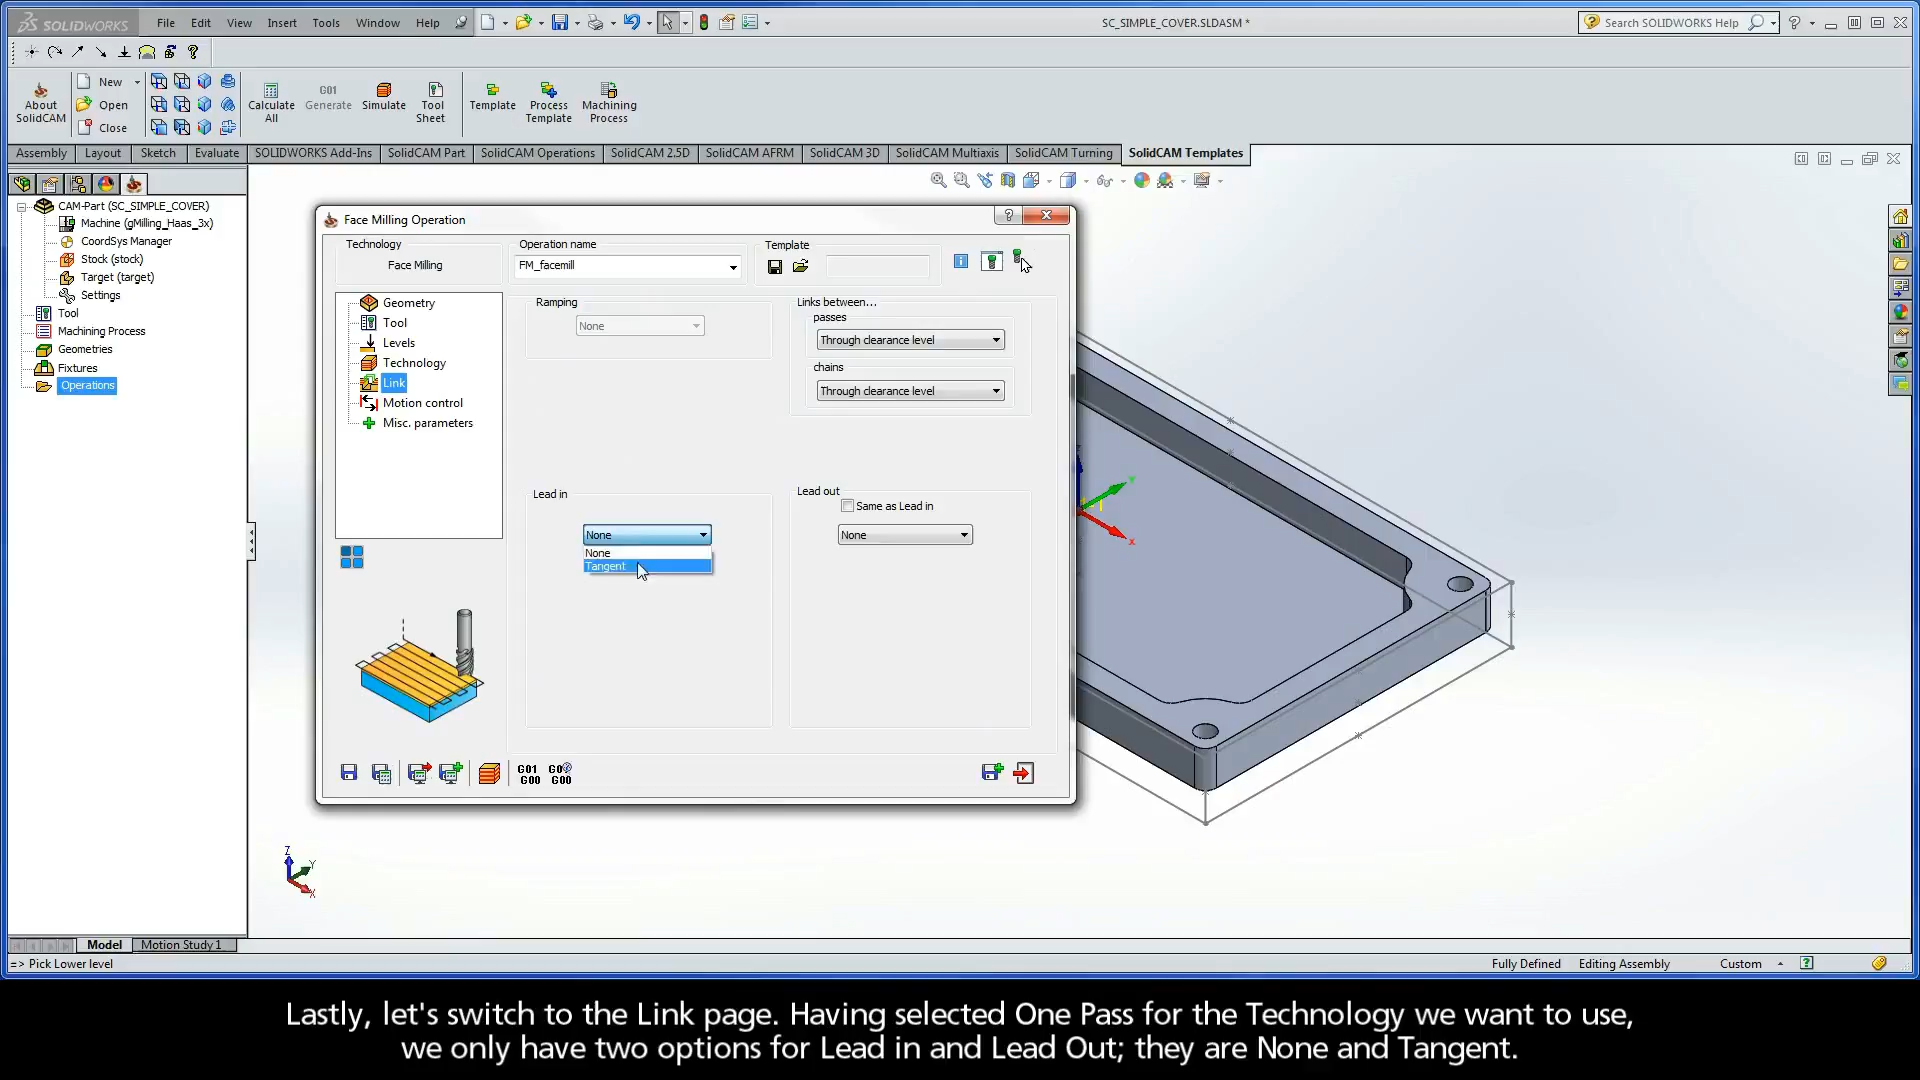 SOLIDWORKS
File Edit View Insert Tools Window Help
SC_SIMPLE_COVER.SLDASM *
Search SOLIDWORKS Help
About SolidCAM
New
Open
Close
Calculate All
G01
Generate
Simulate
Tool Sheet
Template
Process Template
Machining Process
Assembly Layout Sketch Evaluate SOLIDWORKS Add-Ins SolidCAM Part SolidCAM Operations SolidCAM 2.5D SolidCAM AFRM SolidCAM 3D SolidCAM Multiaxis SolidCAM Turning SolidCAM Templates
CAM-Part (SC_SIMPLE_COVER)
Machine (gMilling_Haas_3x)
CoordSys Manager
Stock (stock)
Target (target)
Settings
Tool
Machining Process
Geometries
Fixtures
Operations
Face Milling Operation
Technology
Face Milling
Operation name
FM_facemill
Template
Geometry
Tool
Levels
Technology
Link
Motion control
Misc. parameters
Ramping
None
Links between...
passes
Through clearance level
chains
Through clearance level
Lead in
None
None
Tangent
Lead out
Same as Lead in
None
G01 G00
G00
Z Y X
Model Motion Study 1
=> Pick Lower level
Fully Defined Editing Assembly Custom
Lastly, let's switch to the Link page. Having selected One Pass for the Technology we want to use,
we only have two options for Lead in and Lead Out; they are None and Tangent.